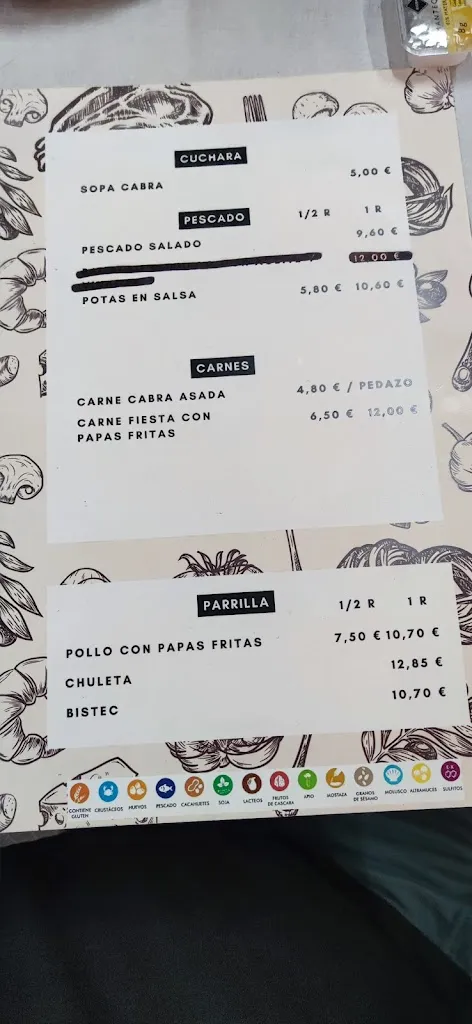 CUCHARA
SOPA CABRA 5,00 €
PESCADO 1/2 R 1 R
PESCADO SALADO 9,60 €
12,00 €
POTAS EN SALSA 5,80 € 10,60 €
CARNES
CARNE CABRA ASADA 4,80 € / PEDAZO
CARNE FIESTA CON 6,50 € 12,00 €
PAPAS FRITAS
PARRILLA 1/2 R 1 R
POLLO CON PAPAS FRITAS 7,50 € 10,70 €
CHULETA 12,85 €
BISTEC 10,70 €
CONTIENE GLUTEN CRUSTÁCEOS HUEVOS PESCADO CACAHUETES SOJA LACTEOS FRUTOS DE CASCARA APIO MOSTAZA GRANOS DE SÉSAMO MOLUSCO ALTRAMUCES SULFITOS